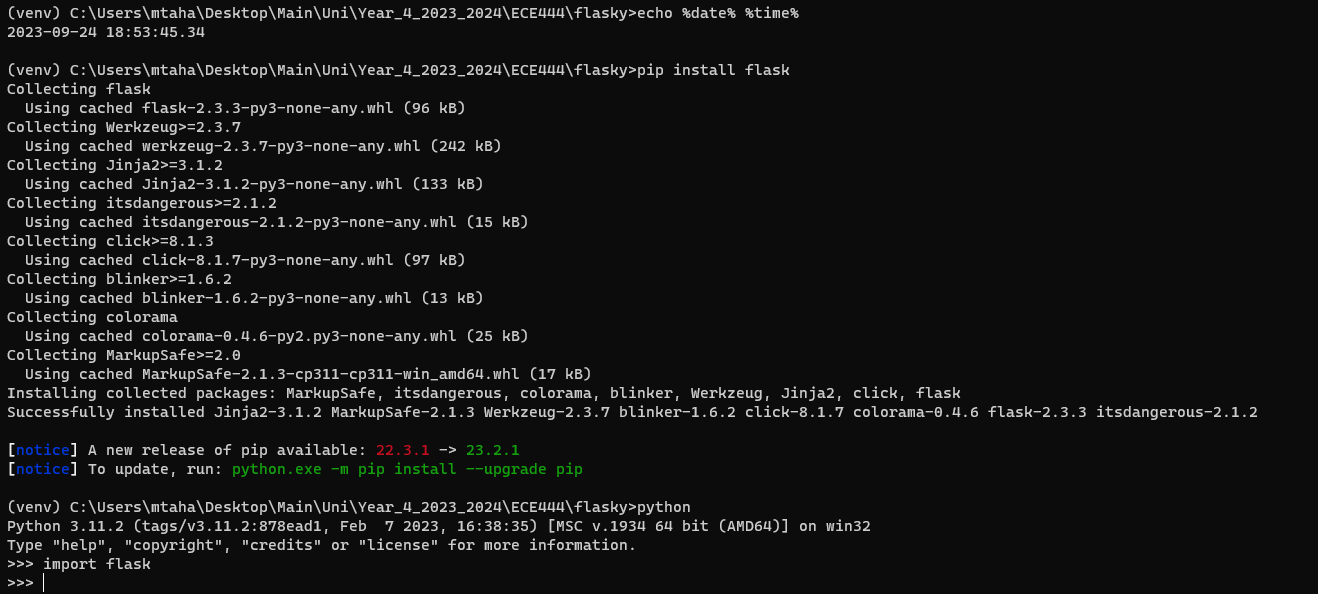 (venv) C:\Users\mtaha\Desktop\Main\Uni\Year_4_2023_2024\ECE444\flasky>echo %date% %time%
2023-09-24 18:53:45.34
(venv) C:\Users\mtaha\Desktop\Main\Uni\Year_4_2023_2024\ECE444\flasky>pip install flask
Collecting flask
  Using cached flask-2.3.3-py3-none-any.whl (96 kB)
Collecting Werkzeug>=2.3.7
  Using cached werkzeug-2.3.7-py3-none-any.whl (242 kB)
Collecting Jinja2>=3.1.2
  Using cached Jinja2-3.1.2-py3-none-any.whl (133 kB)
Collecting itsdangerous>=2.1.2
  Using cached itsdangerous-2.1.2-py3-none-any.whl (15 kB)
Collecting click>=8.1.3
  Using cached click-8.1.7-py3-none-any.whl (97 kB)
Collecting blinker>=1.6.2
  Using cached blinker-1.6.2-py3-none-any.whl (13 kB)
Collecting colorama
  Using cached colorama-0.4.6-py2.py3-none-any.whl (25 kB)
Collecting MarkupSafe>=2.0
  Using cached MarkupSafe-2.1.3-cp311-cp311-win_amd64.whl (17 kB)
Installing collected packages: MarkupSafe, itsdangerous, colorama, blinker, Werkzeug, Jinja2, click, flask
Successfully installed Jinja2-3.1.2 MarkupSafe-2.1.3 Werkzeug-2.3.7 blinker-1.6.2 click-8.1.7 colorama-0.4.6 flask-2.3.3 itsdangerous-2.1.2
[notice] A new release of pip available: 22.3.1 -> 23.2.1
[notice] To update, run: python.exe -m pip install --upgrade pip
(venv) C:\Users\mtaha\Desktop\Main\Uni\Year_4_2023_2024\ECE444\flasky>python
Python 3.11.2 (tags/v3.11.2:878ead1, Feb  7 2023, 16:38:35) [MSC v.1934 64 bit (AMD64)] on win32
Type "help", "copyright", "credits" or "license" for more information.
>>> import flask
>>>